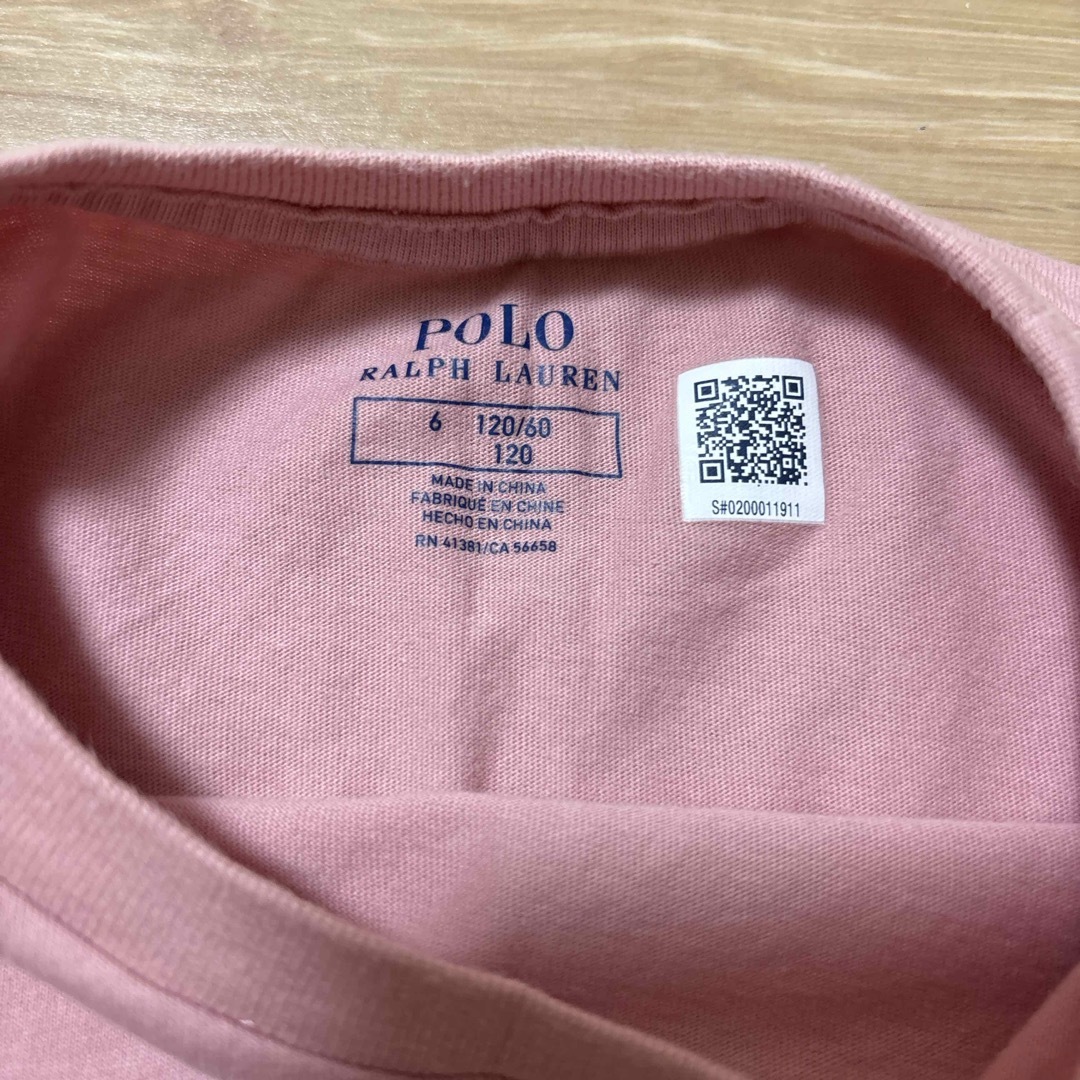 POLO
RALPH LAUREN
6 120/60
120
MADE IN CHINA
FABRIQUÉ EN CHINE
HECHO EN CHINA
RN 41381/CA 56658
S#0200011911